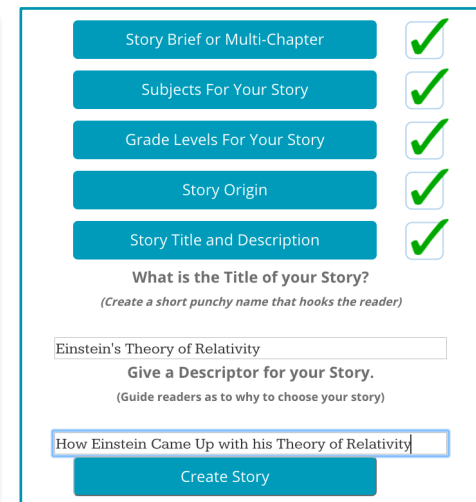 Story Brief or Multi-Chapter
Subjects For Your Story
Grade Levels For Your Story
Story Origin
Story Title and Description
What is the Title of your Story?
(Create a short punchy name that hooks the reader)
Einstein's Theory of Relativity
Give a Descriptor for your Story.
(Guide readers as to why to choose your story)
How Einstein Came Up with his Theory of Relativity
Create Story